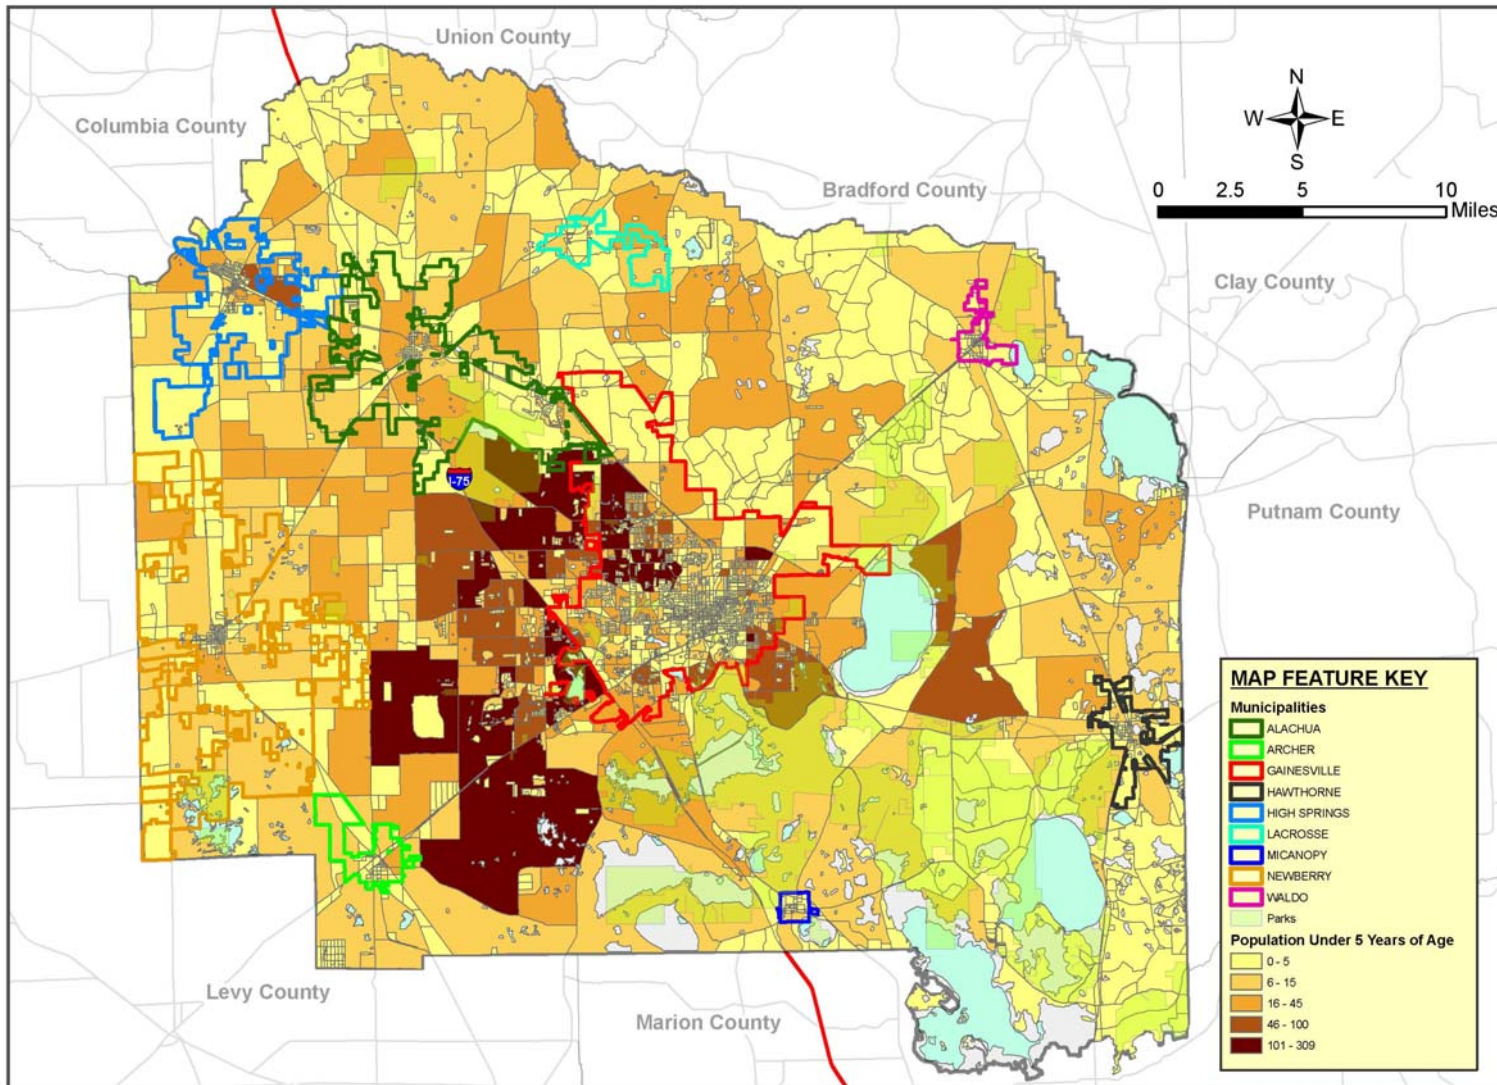 Union County
Columbia County
Bradford County
Clay County
Putnam County
Levy County
Marion County
N
W E
S
0 2.5 5 10
Miles
I-75
MAP FEATURE KEY
Municipalities
ALACHUA
ARCHER
GAINESVILLE
HAWTHORNE
HIGH SPRINGS
LACROSSE
MICANOPY
NEWBERRY
WALDO
Parks
Population Under 5 Years of Age
0 - 5
6 - 15
16 - 45
46 - 100
101 - 309